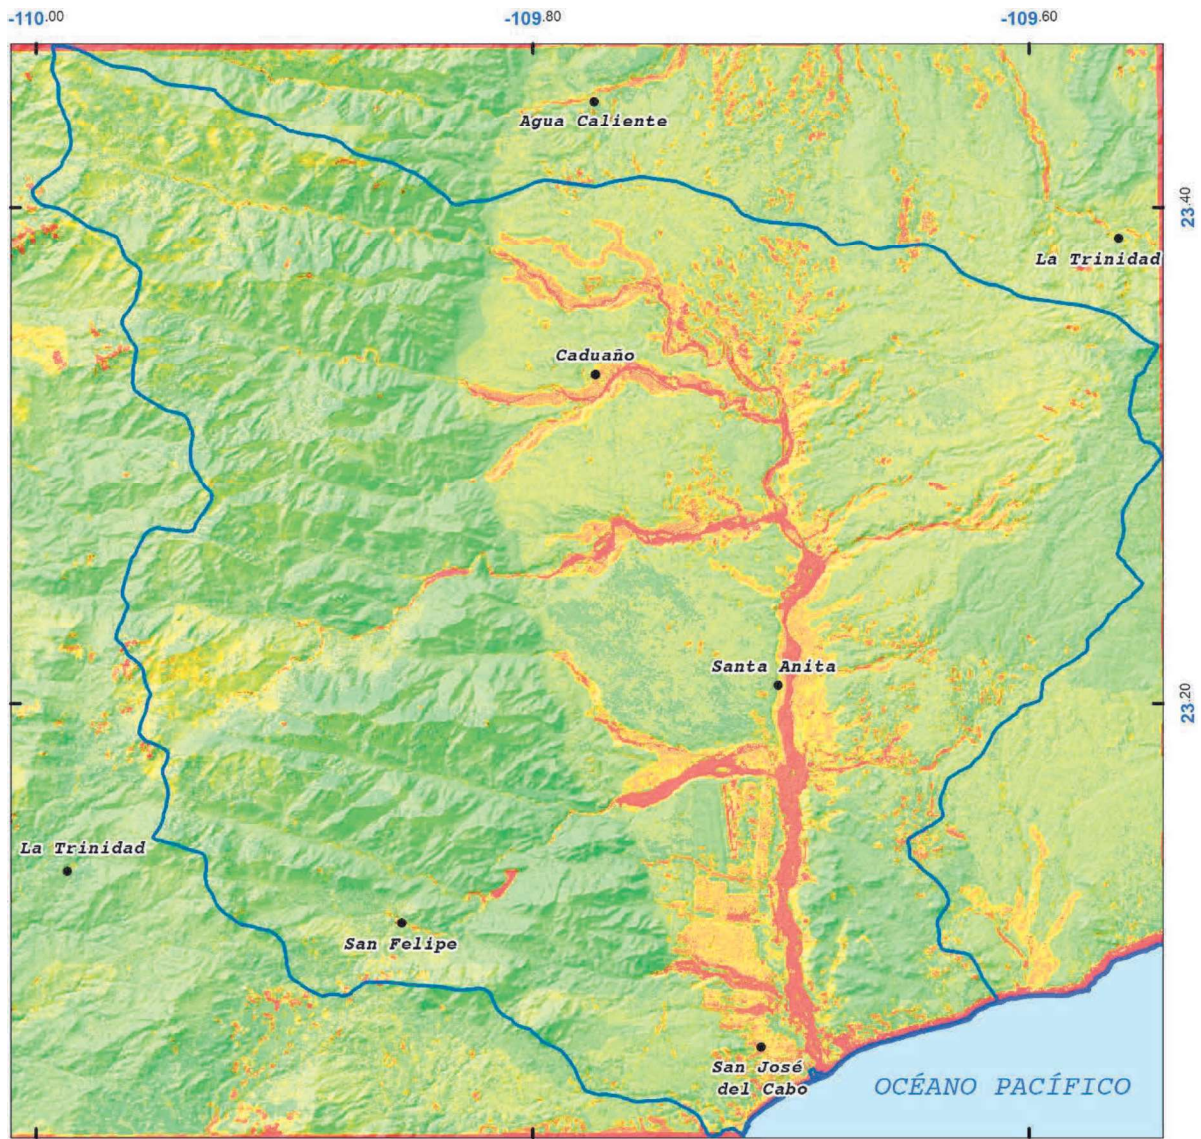 -110.00
-109.80
-109.60
Agua Caliente
23.40
La Trinidad
Caduaño
Santa Anita
23.20
La Trinidad
San Felipe
San José
del Cabo
OCÉANO PACÍFICO